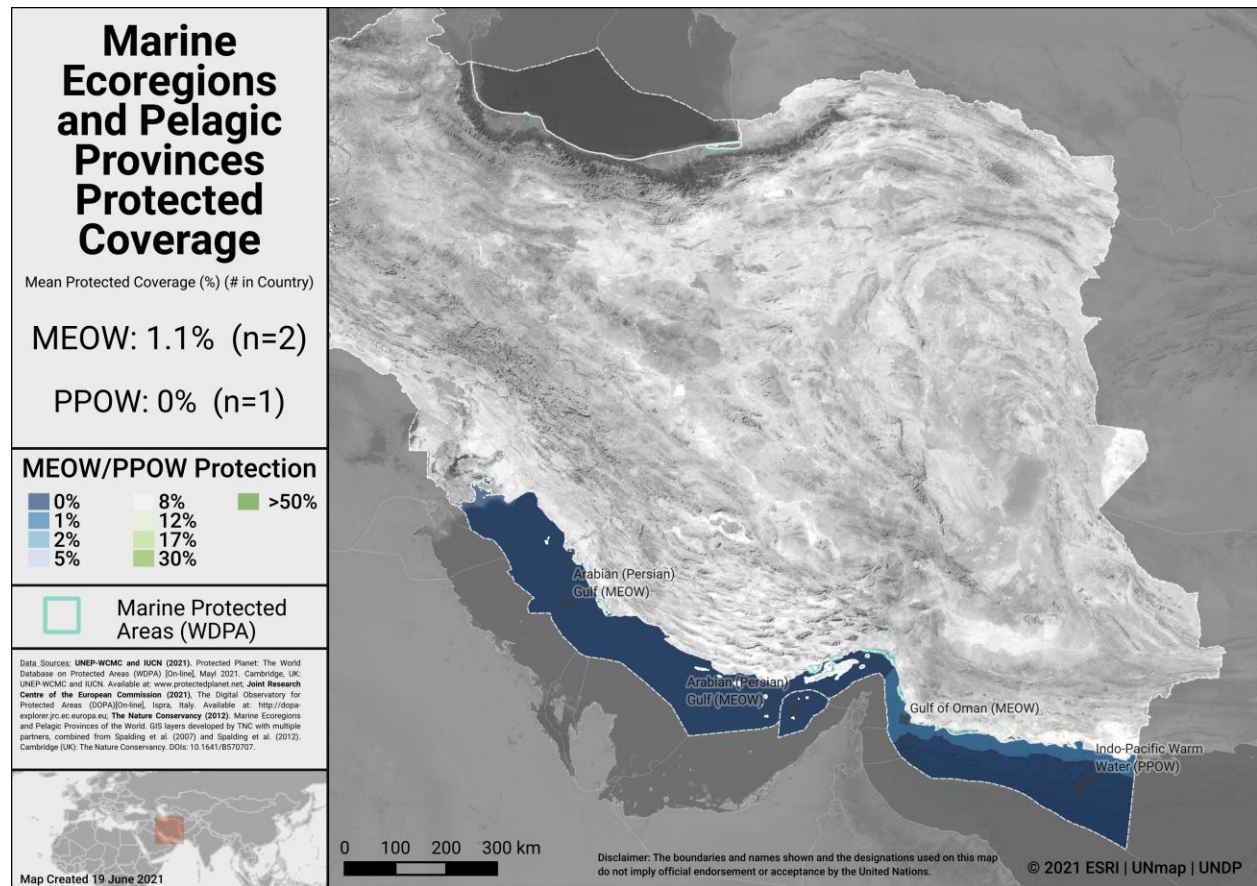 Marine
Ecoregions
and Pelagic
Provinces
Protected
Coverage
Mean Protected Coverage (%) (# in Country)
MEOW: 1.1% (n=2)
PPOW: 0% (n=1)
MEOW/PPOW Protection
0% 8% >50%
1% 12%
2% 17%
5% 30%
Marine Protected
Areas (WDPA)
Data Sources: UNEP-WCMC and IUCN (2021). Protected Planet: The World
Database on Protected Areas (WDPA) [On-line], Mayl 2021. Cambridge, UK:
UNEP-WCMC and IUCN. Available at: www.protectedplanet.net; Joint Research
Centre of the European Commission (2021), The Digital Observatory for
Protected Areas (DOPA)[On-line], Ispra, Italy. Available at: http://dopa-
explorer.jrc.ec.europa.eu; The Nature Conservancy (2012). Marine Ecoregions
and Pelagic Provinces of the World. GIS layers developed by TNC with multiple
partners, combined from Spalding et al. (2007) and Spalding et al. (2012).
Cambridge (UK): The Nature Conservancy. DOIs: 10.1641/B570707.
Map Created 19 June 2021
Arabian (Persian)
Gulf (MEOW)
Arabian (Persian)
Gulf (MEOW)
Gulf of Oman (MEOW)
Indo-Pacific Warm
Water (PPOW)
0 100 200 300 km
Disclaimer: The boundaries and names shown and the designations used on this map
do not imply official endorsement or acceptance by the United Nations.
© 2021 ESRI | UNmap | UNDP